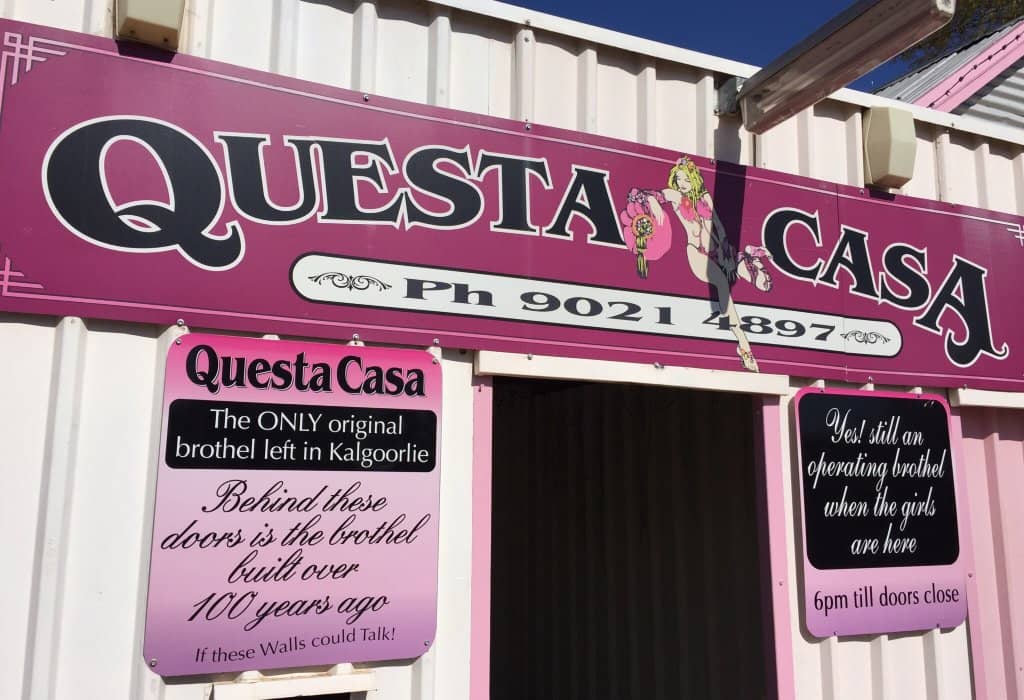 QUESTA CASA
Ph 9021 4897
Questa Casa
The ONLY original
brothel left in Kalgoorlie
Behind these
doors is the brothel
built over
100 years ago
If these Walls could Talk!
Yes! still an
operating brothel
when the girls
are here
6pm till doors close